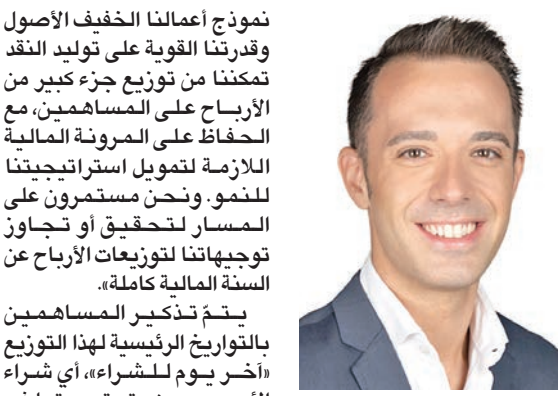 نموذج أعمالنا الخفيف الأصول
وقدرتنا القوية على توليد النقد
تمكننا من توزيع جزء كبير من
الأربـــاح على المساهمين، مع
الحفاظ على المرونة المالية
اللازمة لتمويل استراتيجيتنا
للنمو. ونحن مستمرون على
المسار لتحقيق أو تجاوز
توجيهاتنا لتوزيعات الأرباح عن
السنة المالية كاملة».
يتمّ تذكير المساهمين
بالتواريخ الرئيسية لهذا التوزيع
«آخر يوم للشراء»، أي شراء